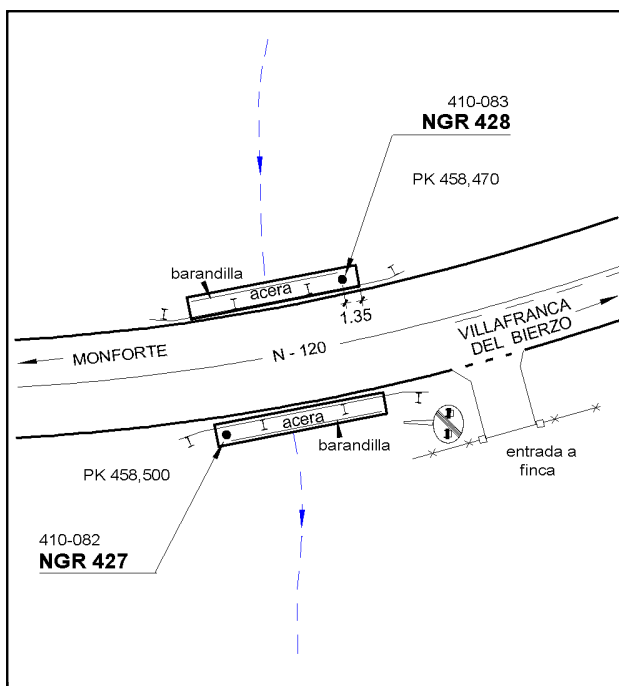 410-083
NGR 428
PK 458,470
barandilla
acera
1.35
MONFORTE
N - 120
VILLAFRANCA
DEL BIERZO
acera
barandilla
entrada a
finca
PK 458,500
410-082
NGR 427